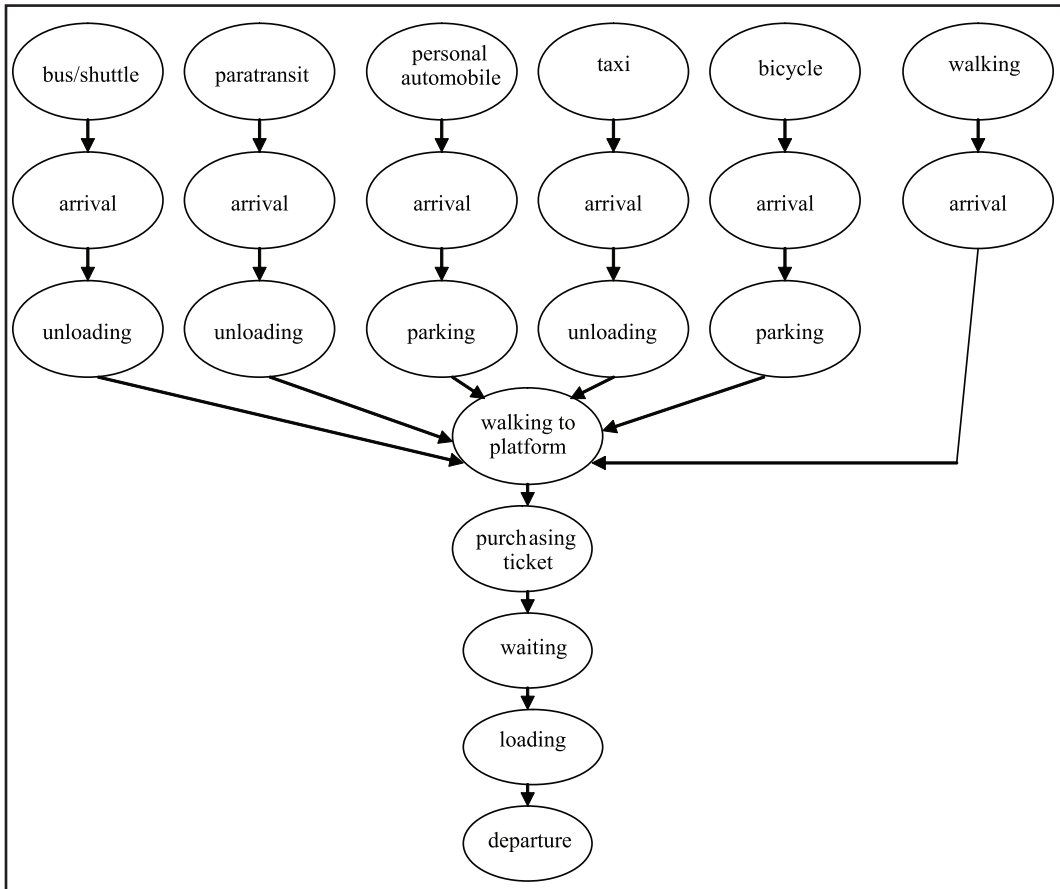 bus/shuttle
paratransit
personal
automobile
taxi
bicycle
walking
arrival
arrival
arrival
arrival
arrival
arrival
unloading
unloading
parking
unloading
parking
walking to
platform
purchasing
ticket
waiting
loading
departure